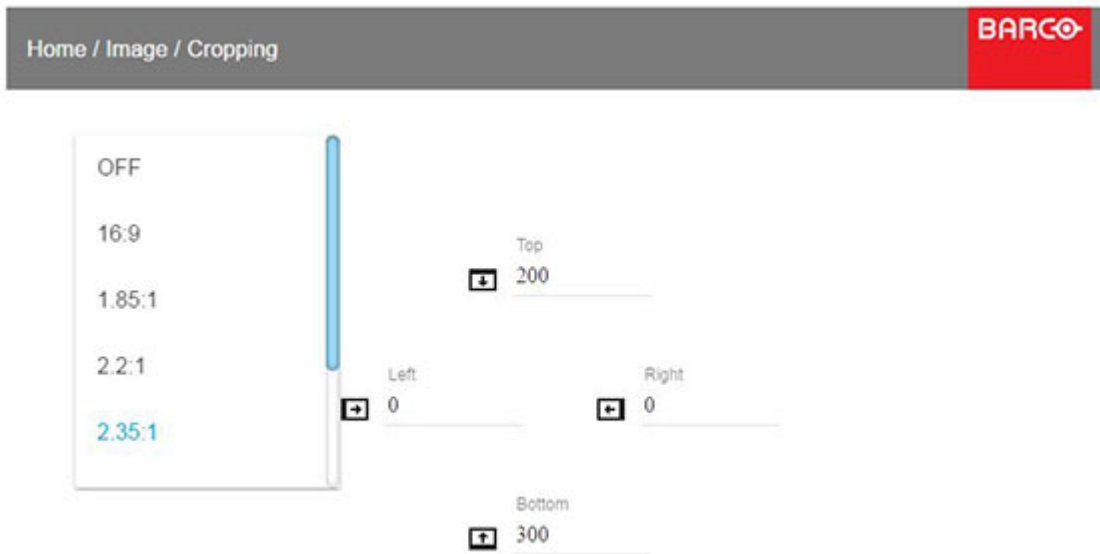 Home / Image / Cropping
BARCO
OFF
16:9
1.85:1
2.2:1
2.35:1
Top
200
Left
0
Right
0
Bottom
300